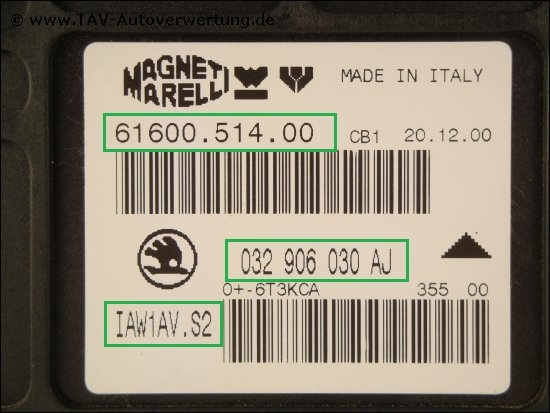 © www.TAV-Autoverwertung.de
MAGNETI MARELLI
MADE IN ITALY
61600.514.00
CB1 20.12.00
032 906 030 AJ
0+-6T3KCA 355 00
IAW1AV.S2